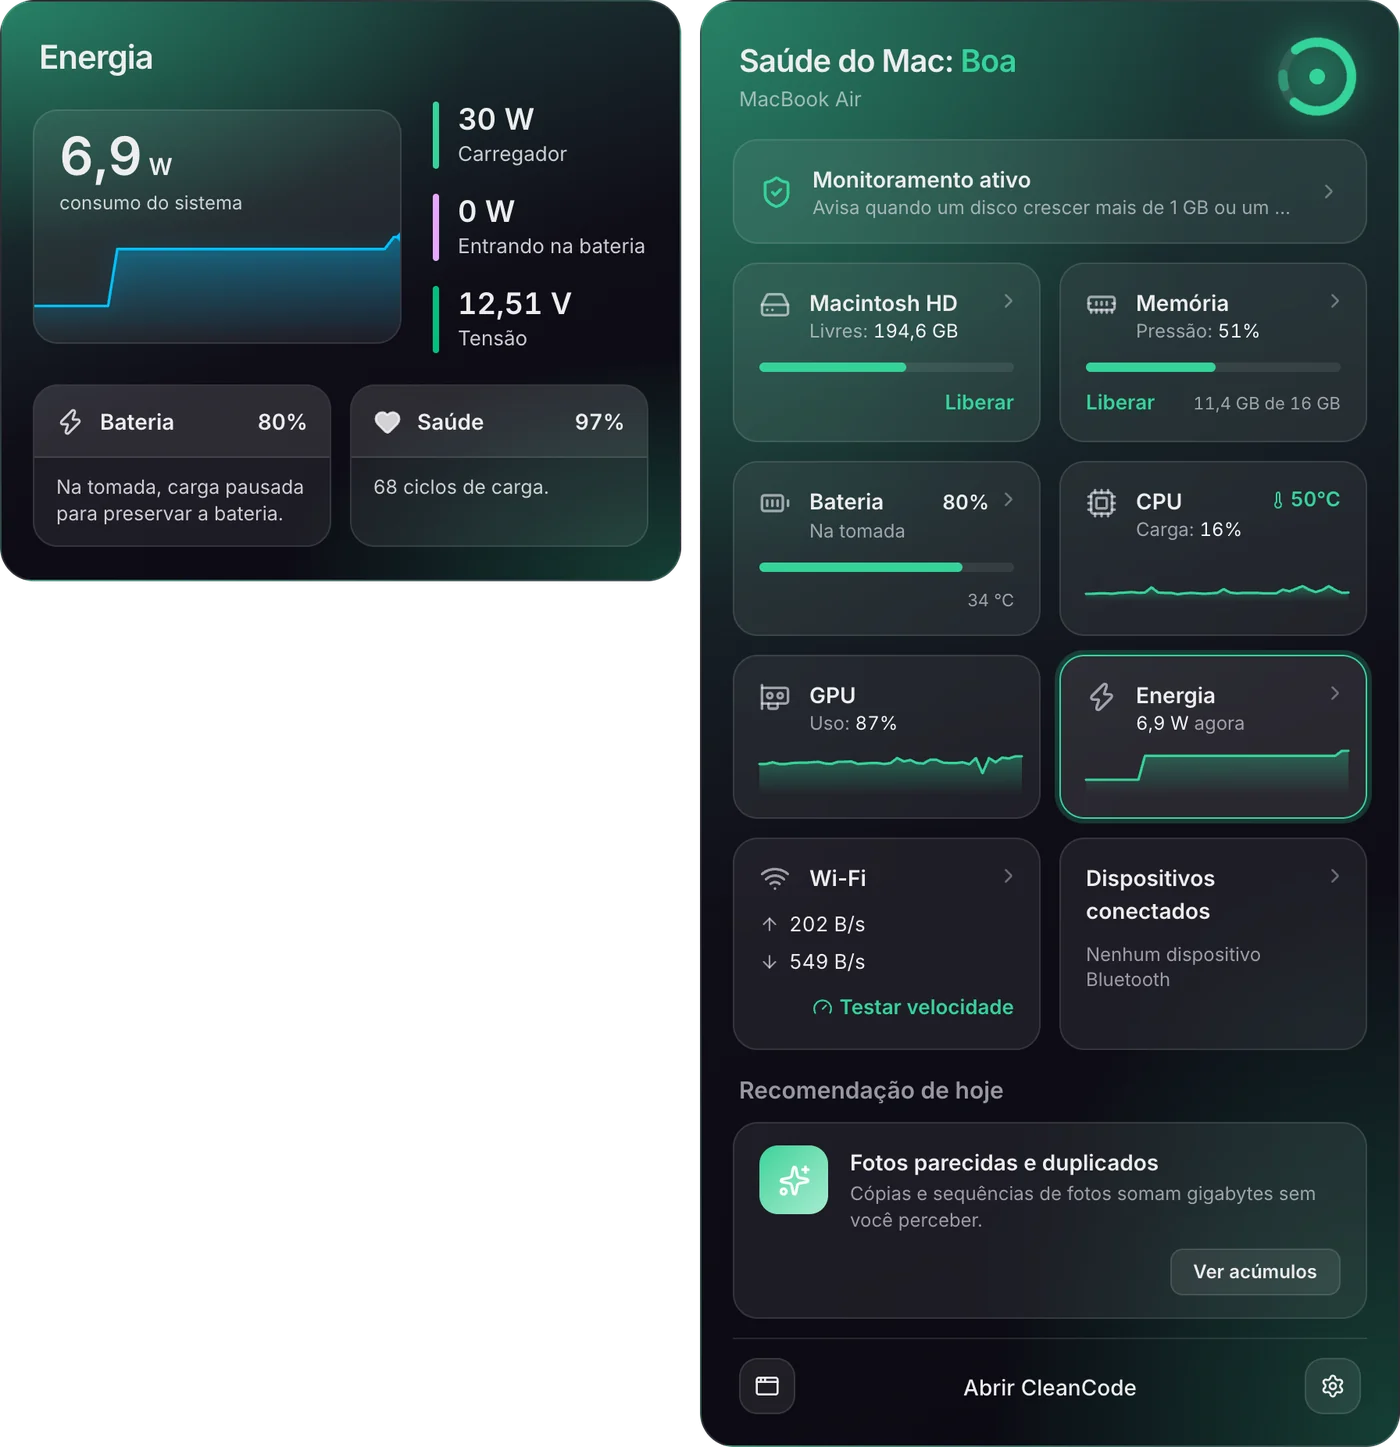 Energia
6,9 W
consumo do sistema
30 W
Carregador
0 W
Entrando na bateria
12,51 V
Tensão
Bateria 80%
Na tomada, carga pausada
para preservar a bateria.
Saúde 97%
68 ciclos de carga.
Saúde do Mac: Boa
MacBook Air
Monitoramento ativo
Avisa quando um disco crescer mais de 1 GB ou um ...
Macintosh HD
Livres: 194,6 GB
Liberar
Memória
Pressão: 51%
Liberar 11,4 GB de 16 GB
Bateria 80%
Na tomada
34 °C
CPU 50°C
Carga: 16%
GPU
Uso: 87%
Energia
6,9 W agora
Wi-Fi
202 B/s
549 B/s
Testar velocidade
Dispositivos
conectados
Nenhum dispositivo
Bluetooth
Recomendação de hoje
Fotos parecidas e duplicados
Cópias e sequências de fotos somam gigabytes sem
você perceber.
Ver acúmulos
Abrir CleanCode